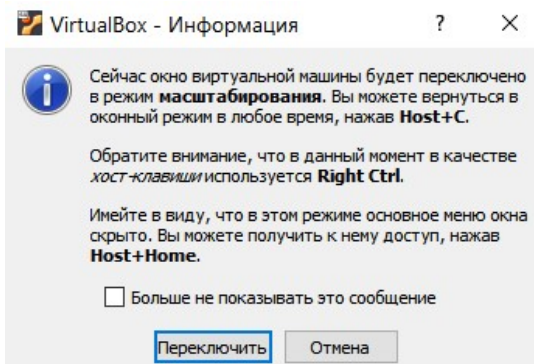 VirtualBox - Информация
Сейчас окно виртуальной машины будет переключено
в режим масштабирования. Вы можете вернуться в
оконный режим в любое время, нажав Host+C.
Обратите внимание, что в данный момент в качестве
хост-клавиши используется Right Ctrl.
Имейте в виду, что в этом режиме основное меню окна
скрыто. Вы можете получить к нему доступ, нажав
Host+Home.
Больше не показывать это сообщение
Переключить Отмена